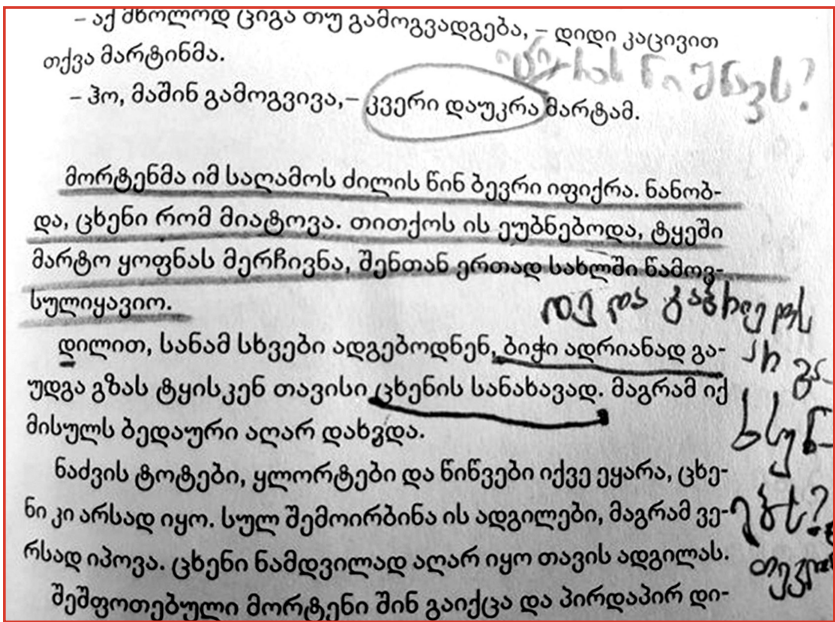 – აქ მხოლოდ ციგა თუ გამოგვადგება, – დიდი კაცივით
თქვა მარტინმა.
– ჰო, მაშინ გამოგვივა,– კვერი დაუკრა მარტამ.
მორტენმა იმ საღამოს ძილის წინ ბევრი იფიქრა. ნანობ-
და, ცხენი რომ მიატოვა. თითქოს ის ეუბნებოდა, ტყეში
მარტო ყოფნას მერჩივნა, შენთან ერთად სახლში წამოვ-
სულიყავიო.
დილით, სანამ სხვები ადგებოდნენ, ბიჭი ადრიანად გა-
უდგა გზას ტყისკენ თავისი ცხენის სანახავად. მაგრამ იქ
მისულს ბედაური აღარ დახვდა.
ნაძვის ტოტები, ყლორტები და წიწვები იქვე ეყარა, ცხე-
ნი კი არსად იყო. სულ შემოირბინა ის ადგილები, მაგრამ ვე-
რსად იპოვა. ცხენი ნამდვილად აღარ იყო თავის ადგილას.
შეშფოთებული მორტენი შინ გაიქცა და პირდაპირ დი-